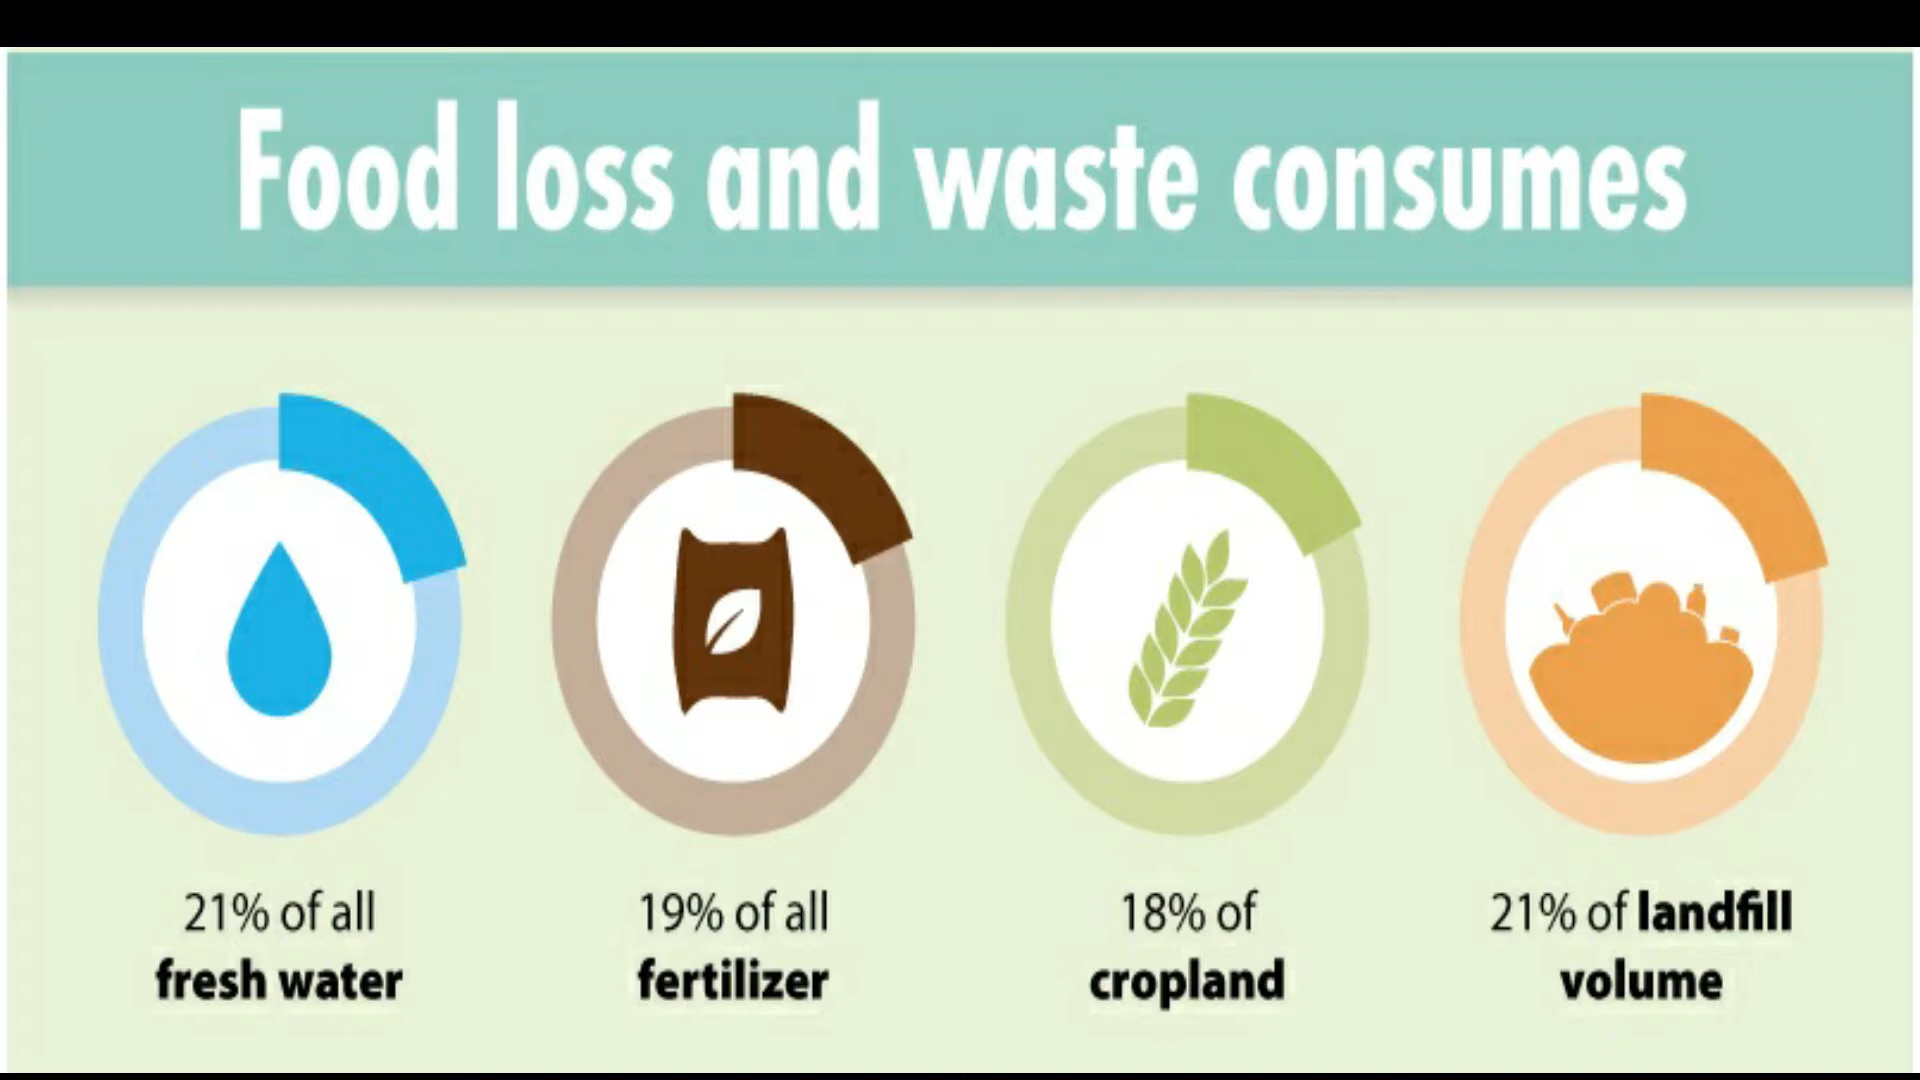 Food loss and waste consumes
21% of all
fresh water
19% of all
fertilizer
18% of
cropland
21% of landfill
volume